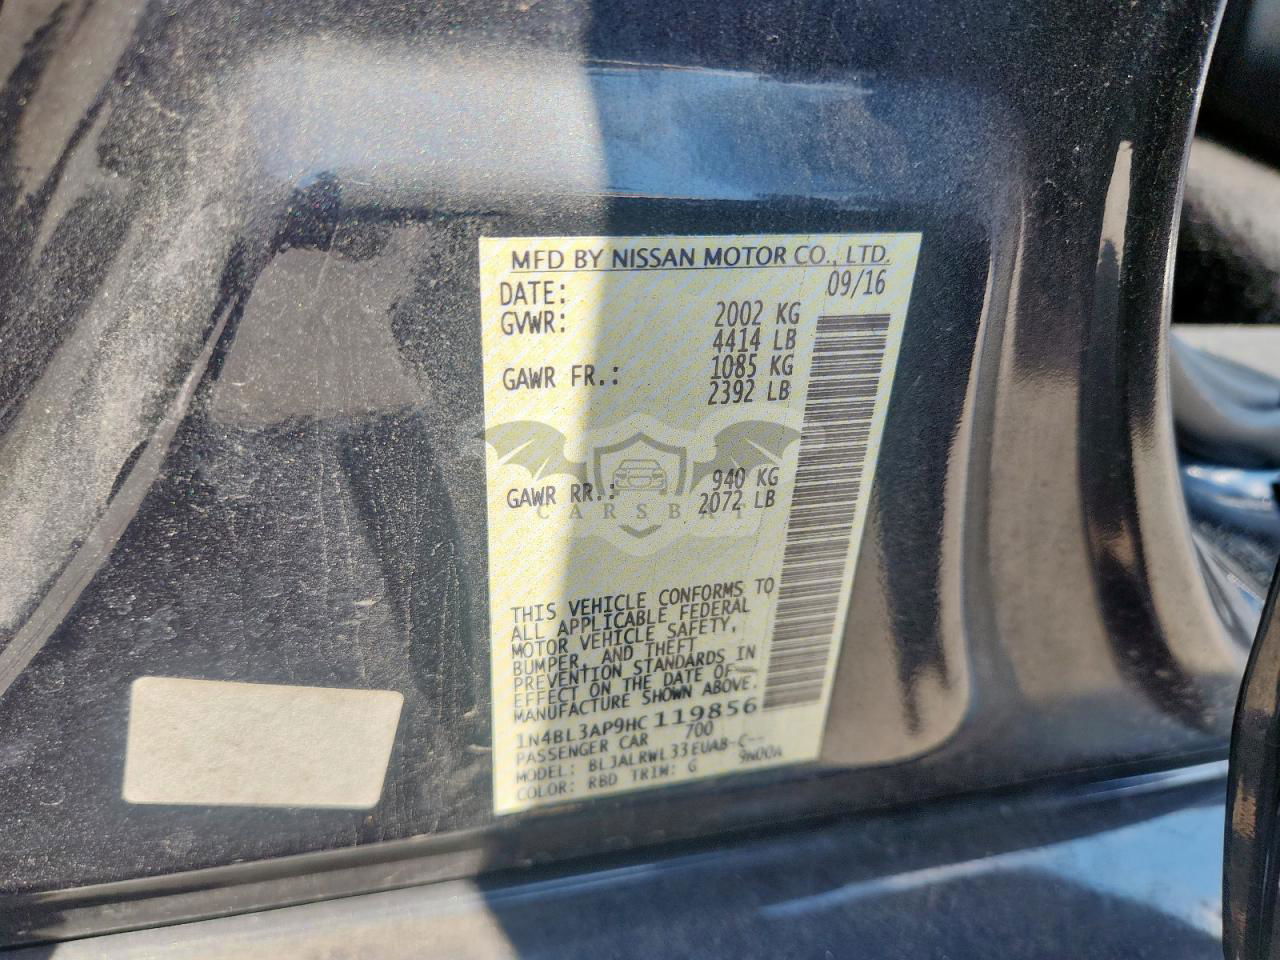 MFD BY NISSAN MOTOR CO., LTD.
DATE: 09/16
GVWR: 2002 KG
4414 LB
GAWR FR.: 1085 KG
2392 LB
GAWR RR.: 940 KG
2072 LB
CARSBAT
THIS VEHICLE CONFORMS TO
ALL APPLICABLE FEDERAL
MOTOR VEHICLE SAFETY,
BUMPER, AND THEFT
PREVENTION STANDARDS IN
EFFECT ON THE DATE OF
MANUFACTURE SHOWN ABOVE.
1N4BL3AP9HC119856
PASSENGER CAR 700
MODEL: BLJALRWL33EUA8-C--
COLOR: RBD TRIM: G 9N00A